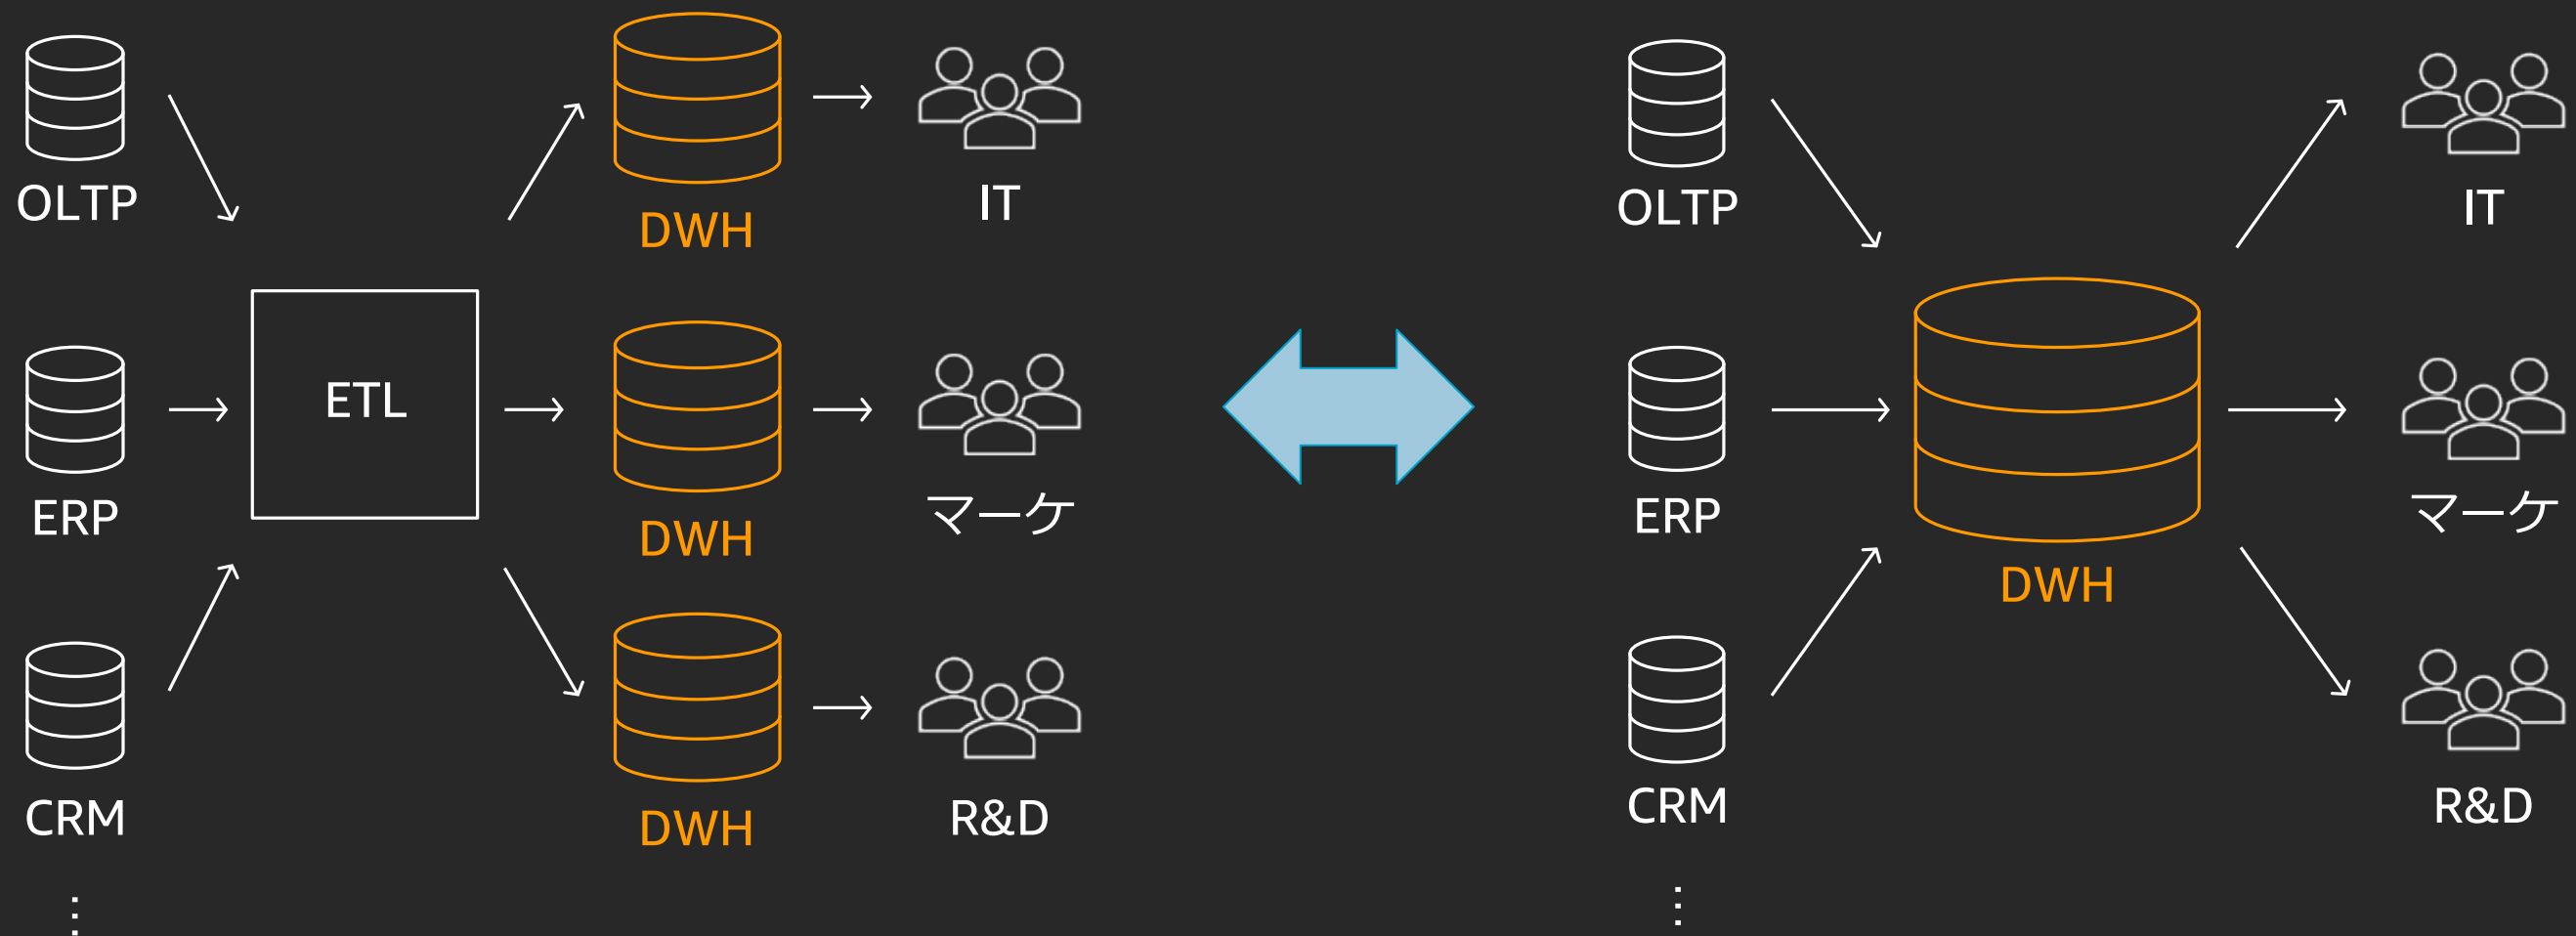 OLTP
ERP
CRM
⋮
ETL
DWH
DWH
DWH
IT
マーケ
R&D
OLTP
ERP
CRM
⋮
DWH
IT
マーケ
R&D